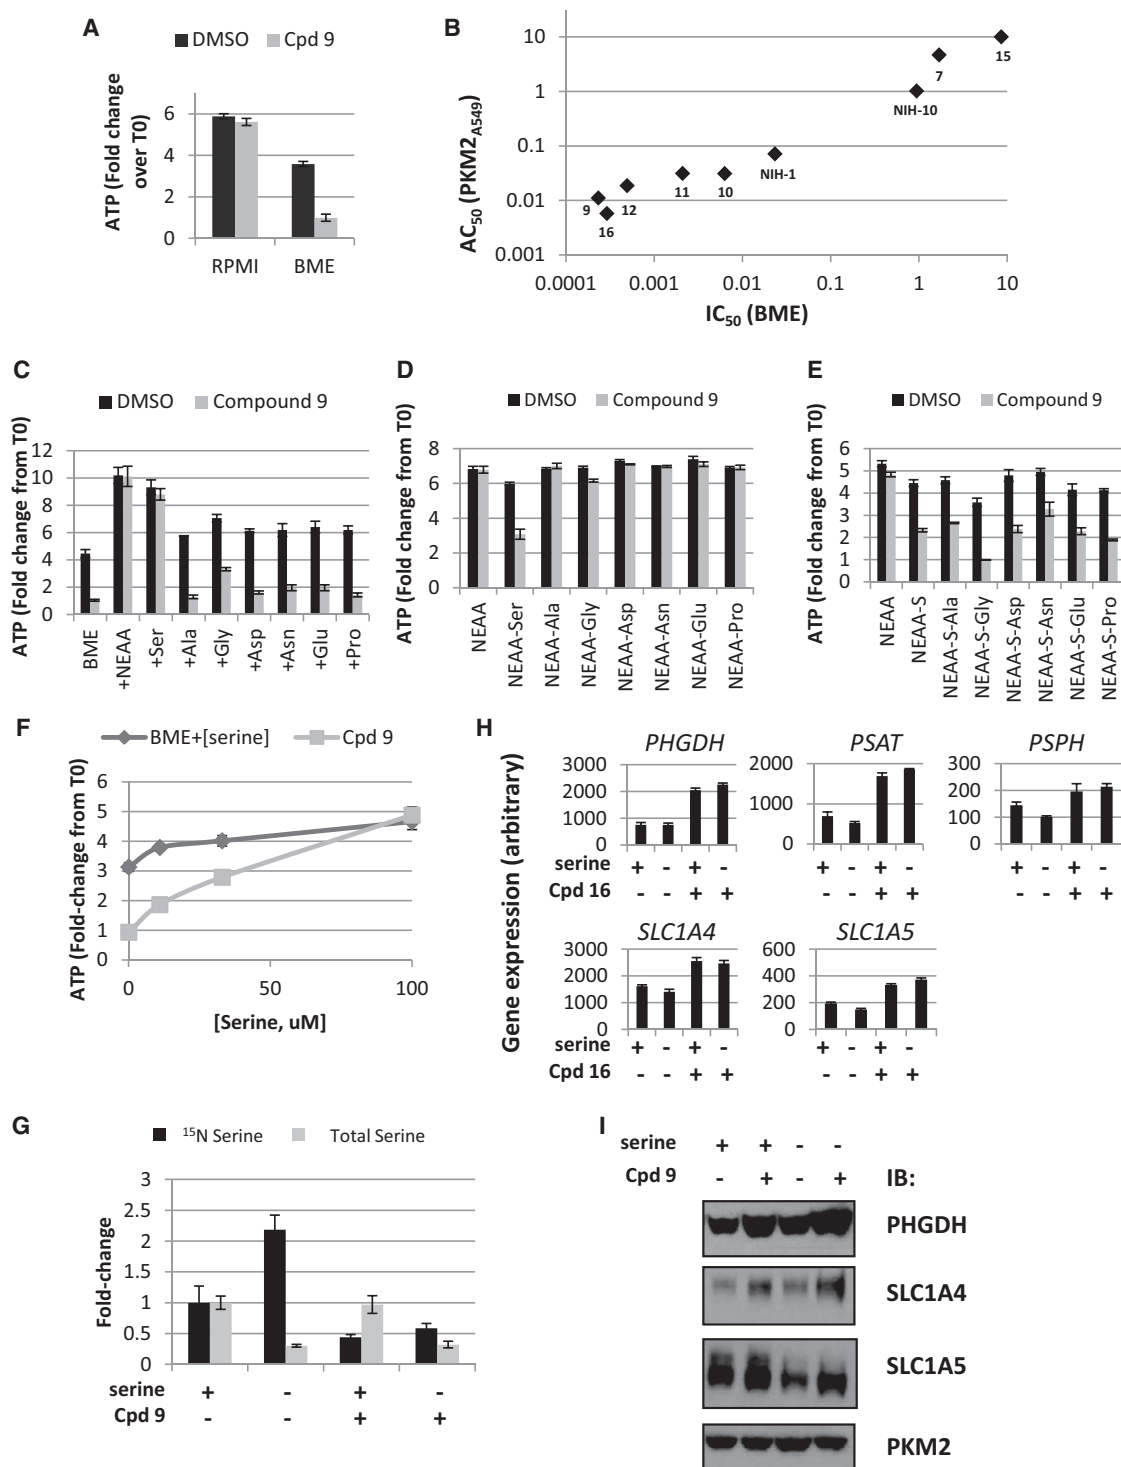 A
DMSO Cpd 9
ATP (Fold change over T0)
6
4
2
0
RPMI BME
B
AC50 (PKM2A549)
10
1
0.1
0.01
0.001
9
16
12
11
10
NIH-1
NIH-10
7
15
0.0001 0.001 0.01 0.1 1 10
IC50 (BME)
C
DMSO Compound 9
ATP (Fold change from T0)
12
10
8
6
4
2
0
BME
+NEAA
+Ser
+Ala
+Gly
+Asp
+Asn
+Glu
+Pro
D
DMSO Compound 9
ATP (Fold change from T0)
8
6
4
2
0
NEAA
NEAA-Ser
NEAA-Ala
NEAA-Gly
NEAA-Asp
NEAA-Asn
NEAA-Glu
NEAA-Pro
E
DMSO Compound 9
ATP (Fold change from T0)
6
5
4
3
2
1
0
NEAA
NEAA-S
NEAA-S-Ala
NEAA-S-Gly
NEAA-S-Asp
NEAA-S-Asn
NEAA-S-Glu
NEAA-S-Pro
F
BME+[serine] Cpd 9
ATP (Fold-change from T0)
6
5
4
3
2
1
0
0 50 100
[Serine, uM]
H
Gene expression (arbitrary)
PHGDH
3000
2000
1000
0
serine + - + -
Cpd 16 - - + +
PSAT
2000
1000
0
+ - + -
- - + +
PSPH
300
200
100
0
+ - + -
- - + +
SLC1A4
3000
2000
1000
0
serine + - + -
Cpd 16 - - + +
SLC1A5
600
400
200
0
+ - + -
- - + +
G
15N Serine Total Serine
Fold-change
3
2.5
2
1.5
1
0.5
0
serine + - + -
Cpd 9 - - + +
I
serine + + - -
Cpd 9 - + - + IB:
PHGDH
SLC1A4
SLC1A5
PKM2